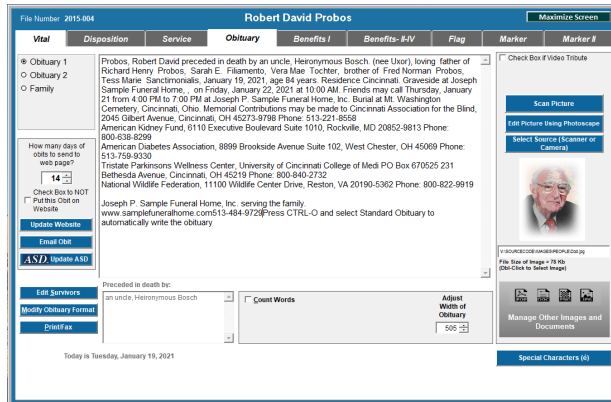 File Number 2015-004
Robert David Probos
Maximize Screen
Vital
Disposition
Service
Obituary
Benefits I
Benefits- II-IV
Flag
Marker
Marker II
Obituary 1
Obituary 2
Family
Probos, Robert David preceded in death by an uncle, Heironymous Bosch. (nee Uxor), loving father of
Richard Henry Probos, Sarah E. Filiamento, Vera Mae Tochter, brother of Fred Norman Probos,
Tess Marie Sanctimonialis, January 19, 2021, age 84 years. Residence Cincinnati. Graveside at Joseph
Sample Funeral Home, , on Friday, January 22, 2021 at 10:00 AM. Friends may call Thursday, January
21 from 4:00 PM to 7:00 PM at Joseph P. Sample Funeral Home, Inc. Burial at Mt. Washington
Cemetery, Cincinnati, Ohio. Memorial Contributions may be made to Cincinnati Association for the Blind,
2045 Gilbert Avenue, Cincinnati, OH 45273-9798 Phone: 513-221-8558
American Kidney Fund, 6110 Executive Boulevard Suite 1010, Rockville, MD 20852-9813 Phone:
800-638-8299
American Diabetes Association, 8899 Brookside Avenue Suite 102, West Chester, OH 45069 Phone:
513-759-9330
Tristate Parkinsons Wellness Center, University of Cincinnati College of Medi PO Box 670525 231
Bethesda Avenue, Cincinnati, OH 45219 Phone: 800-840-2732
National Wildlife Federation, 11100 Wildlife Center Drive, Reston, VA 20190-5362 Phone: 800-822-9919
Joseph P. Sample Funeral Home, Inc. serving the family.
www.samplefuneralhome.com513-484-9729Press CTRL-O and select Standard Obituary to
automatically write the obituary
How many days of
obits to send to
web page?
14
Check Box to NOT
Put this Obit on
Website
Update Website
Email Obit
ASD. Update ASD
Check Box if Video Tribute
Scan Picture
Edit Picture Using Photoscape
Select Source (Scanner or
Camera)
File Size of Image = 78 Kb
(Dbl-Click to Select Image)
Manage Other Images and
Documents
Edit Survivors
Modify Obituary Format
Print/Fax
Preceded in death by:
an uncle, Heironymous Bosch
Count Words
Adjust
Width of
Obituary
505
Today is Tuesday, January 19, 2021
Special Characters (é)